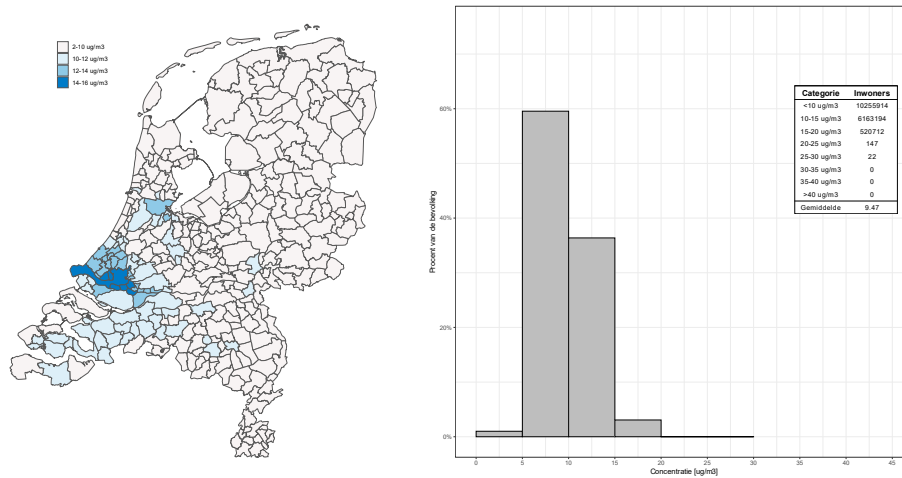 2-10 ug/m3
10-12 ug/m3
12-14 ug/m3
14-16 ug/m3
Procent van de bevolking
60%
40%
20%
0%
0 5 10 15 20 25 30 35 40 45
Concentratie [ug/m3]
Categorie Inwoners
<10 ug/m3 10255914
10-15 ug/m3 6163194
15-20 ug/m3 520712
20-25 ug/m3 147
25-30 ug/m3 22
30-35 ug/m3 0
35-40 ug/m3 0
>40 ug/m3 0
Gemiddelde 9.47